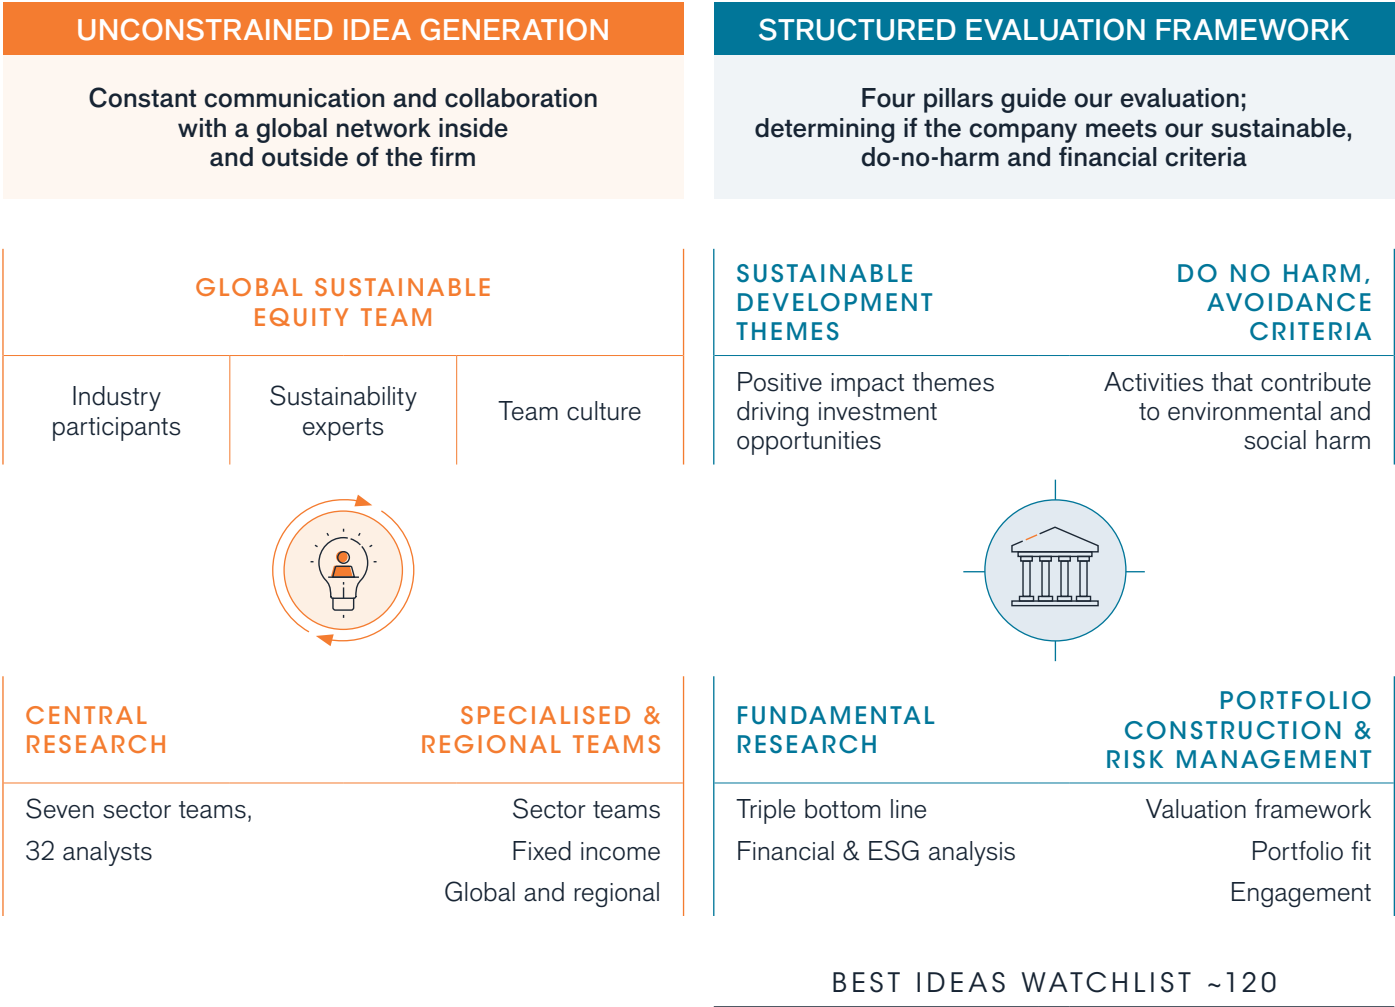 UNCONSTRAINED IDEA GENERATION
Constant communication and collaboration
with a global network inside
and outside of the firm
GLOBAL SUSTAINABLE
EQUITY TEAM
Industry
participants
Sustainability
experts
Team culture
CENTRAL
RESEARCH
Seven sector teams,
32 analysts
SPECIALISED &
REGIONAL TEAMS
Sector teams
Fixed income
Global and regional
STRUCTURED EVALUATION FRAMEWORK
Four pillars guide our evaluation;
determining if the company meets our sustainable,
do-no-harm and financial criteria
SUSTAINABLE
DEVELOPMENT
THEMES
Positive impact themes
driving investment
opportunities
DO NO HARM,
AVOIDANCE
CRITERIA
Activities that contribute
to environmental and
social harm
FUNDAMENTAL
RESEARCH
Triple bottom line
Financial & ESG analysis
PORTFOLIO
CONSTRUCTION &
RISK MANAGEMENT
Valuation framework
Portfolio fit
Engagement
BEST IDEAS WATCHLIST ~120